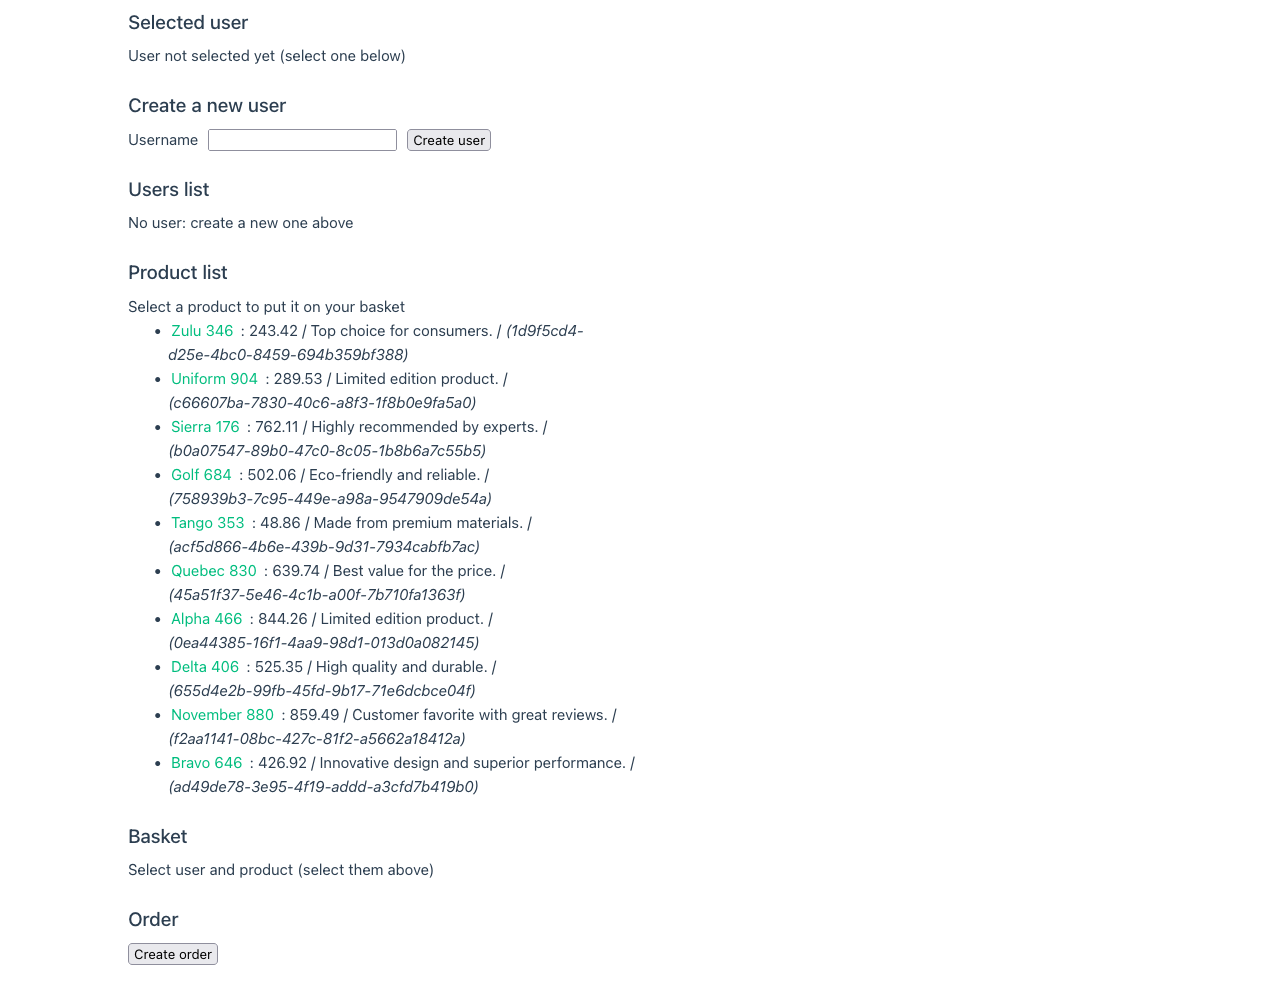 Selected user
User not selected yet (select one below)
Create a new user
Username Create user
Users list
No user: create a new one above
Product list
Select a product to put it on your basket
• Zulu 346 : 243.42 / Top choice for consumers. / (1d9f5cd4-
d25e-4bc0-8459-694b359bf388)
• Uniform 904 : 289.53 / Limited edition product. /
(c66607ba-7830-40c6-a8f3-1f8b0e9fa5a0)
• Sierra 176 : 762.11 / Highly recommended by experts. /
(b0a07547-89b0-47c0-8c05-1b8b6a7c55b5)
• Golf 684 : 502.06 / Eco-friendly and reliable. /
(758939b3-7c95-449e-a98a-9547909de54a)
• Tango 353 : 48.86 / Made from premium materials. /
(acf5d866-4b6e-439b-9d31-7934cabfb7ac)
• Quebec 830 : 639.74 / Best value for the price. /
(45a51f37-5e46-4c1b-a00f-7b710fa1363f)
• Alpha 466 : 844.26 / Limited edition product. /
(0ea44385-16f1-4aa9-98d1-013d0a082145)
• Delta 406 : 525.35 / High quality and durable. /
(655d4e2b-99fb-45fd-9b17-71e6dcbce04f)
• November 880 : 859.49 / Customer favorite with great reviews. /
(f2aa1141-08bc-427c-81f2-a5662a18412a)
• Bravo 646 : 426.92 / Innovative design and superior performance. /
(ad49de78-3e95-4f19-addd-a3cfd7b419b0)
Basket
Select user and product (select them above)
Order
Create order